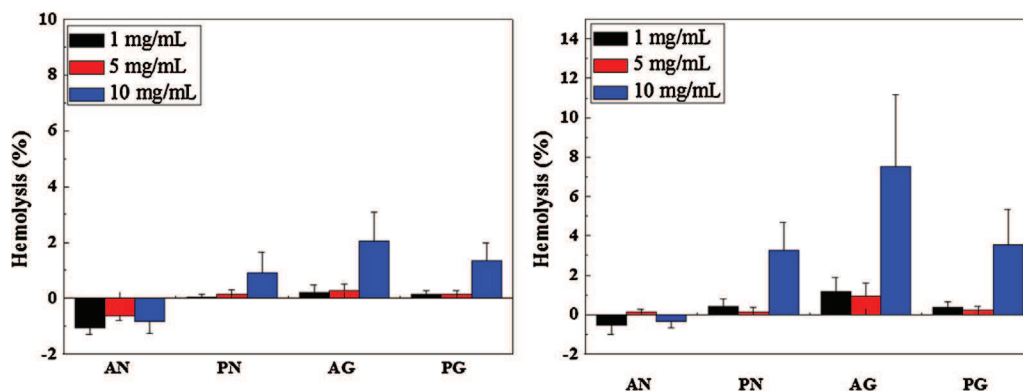 10
8
6
4
2
0
-2
Hemolysis (%)
1 mg/mL
5 mg/mL
10 mg/mL
AN PN AG PG
14
12
10
8
6
4
2
0
-2
Hemolysis (%)
1 mg/mL
5 mg/mL
10 mg/mL
AN PN AG PG